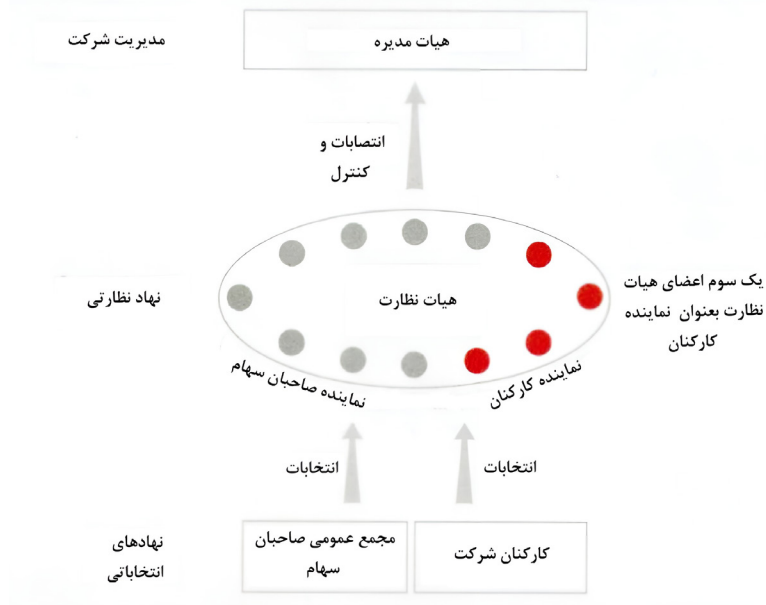 هیات مدیره
مدیریت شرکت
انتصابات و
کنترل
یک سوم اعضای هیات
نظارت بعنوان نماینده
کارکنان
هیات نظارت
نهاد نظارتی
نماینده کارکنان
نماینده صاحبان سهام
انتخابات
انتخابات
کارکنان شرکت
مجمع عمومی صاحبان
سهام
نهادهای
انتخاباتی